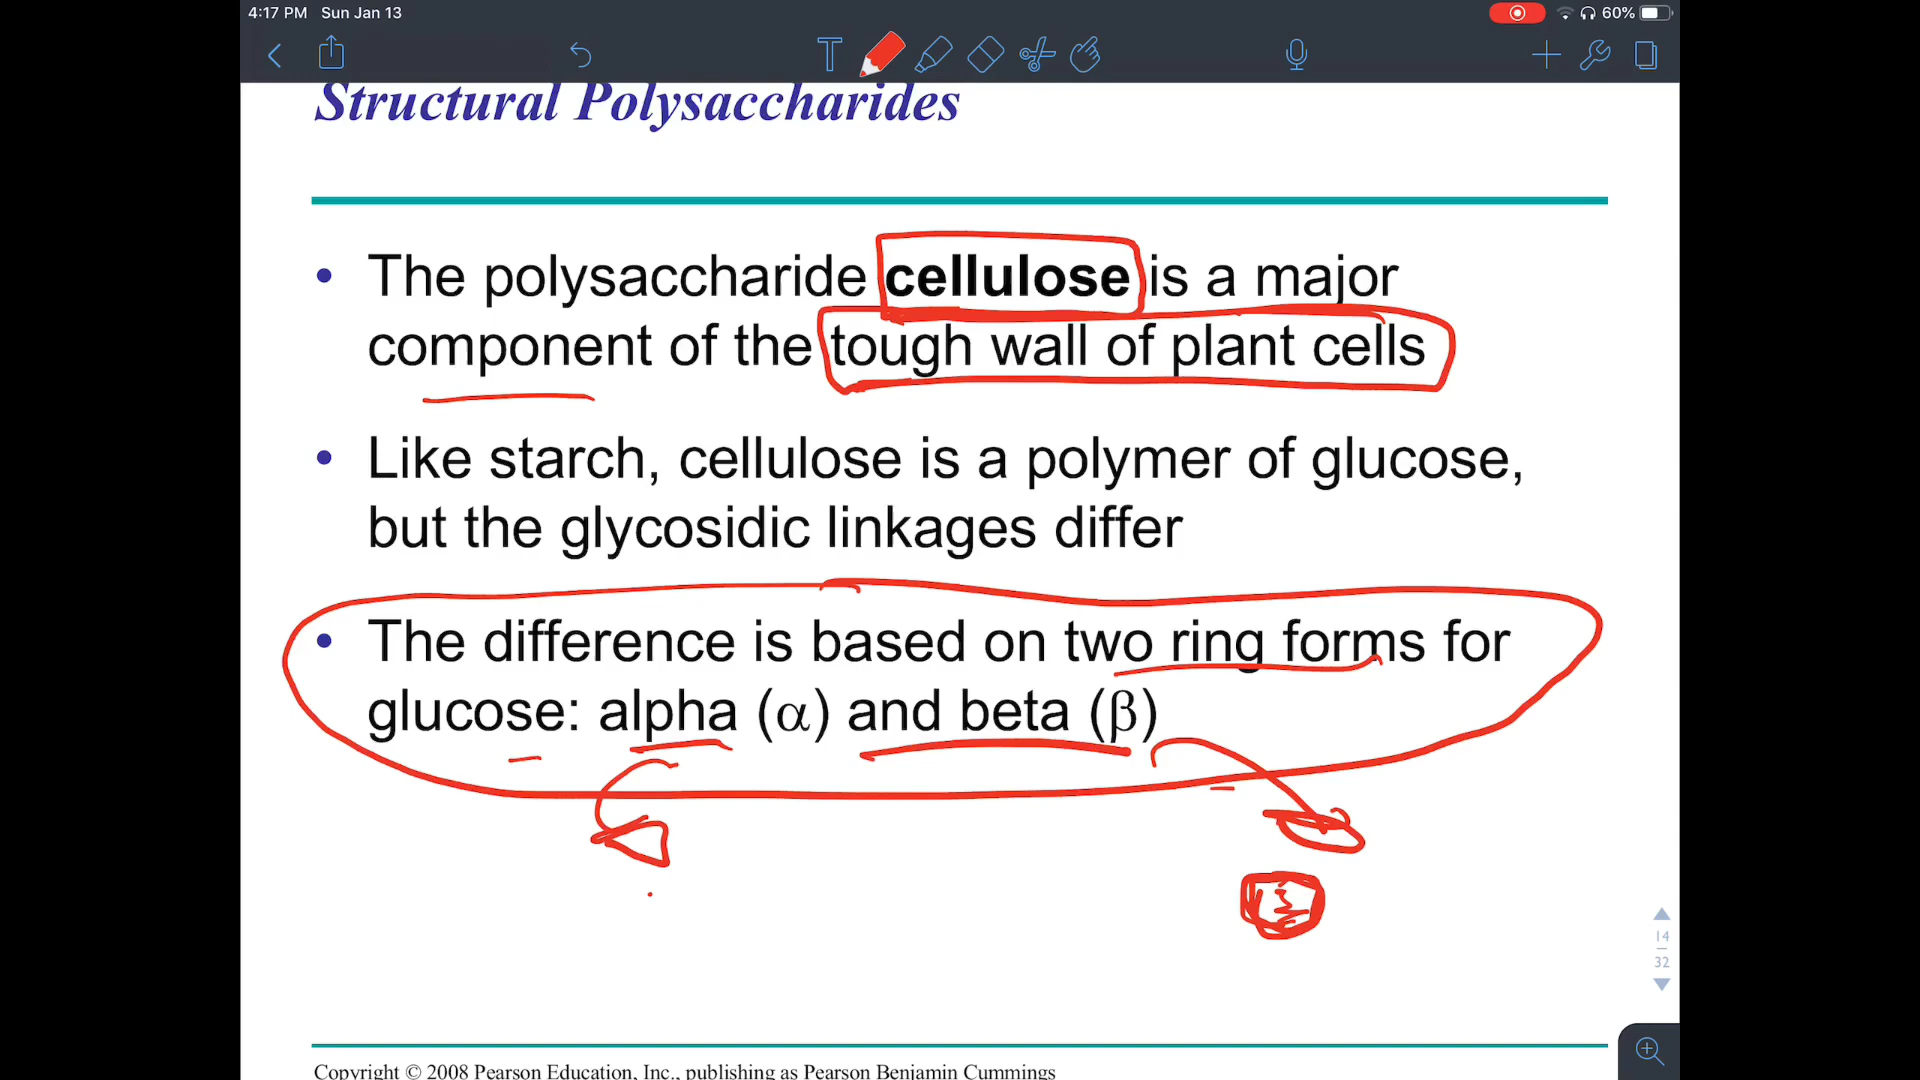 4:17 PM Sun Jan 13
60%
T
Structural Polysaccharides
• The polysaccharide cellulose is a major
component of the tough wall of plant cells
• Like starch, cellulose is a polymer of glucose,
but the glycosidic linkages differ
• The difference is based on two ring forms for
glucose: alpha (α) and beta (β)
14
32
Copyright © 2008 Pearson Education, Inc., publishing as Pearson Benjamin Cummings